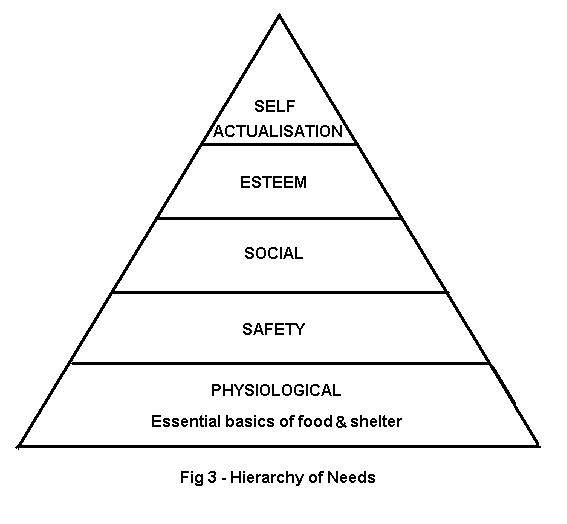 SELF
ACTUALISATION
ESTEEM
SOCIAL
SAFETY
PHYSIOLOGICAL
Essential basics of food & shelter
Fig 3 - Hierarchy of Needs